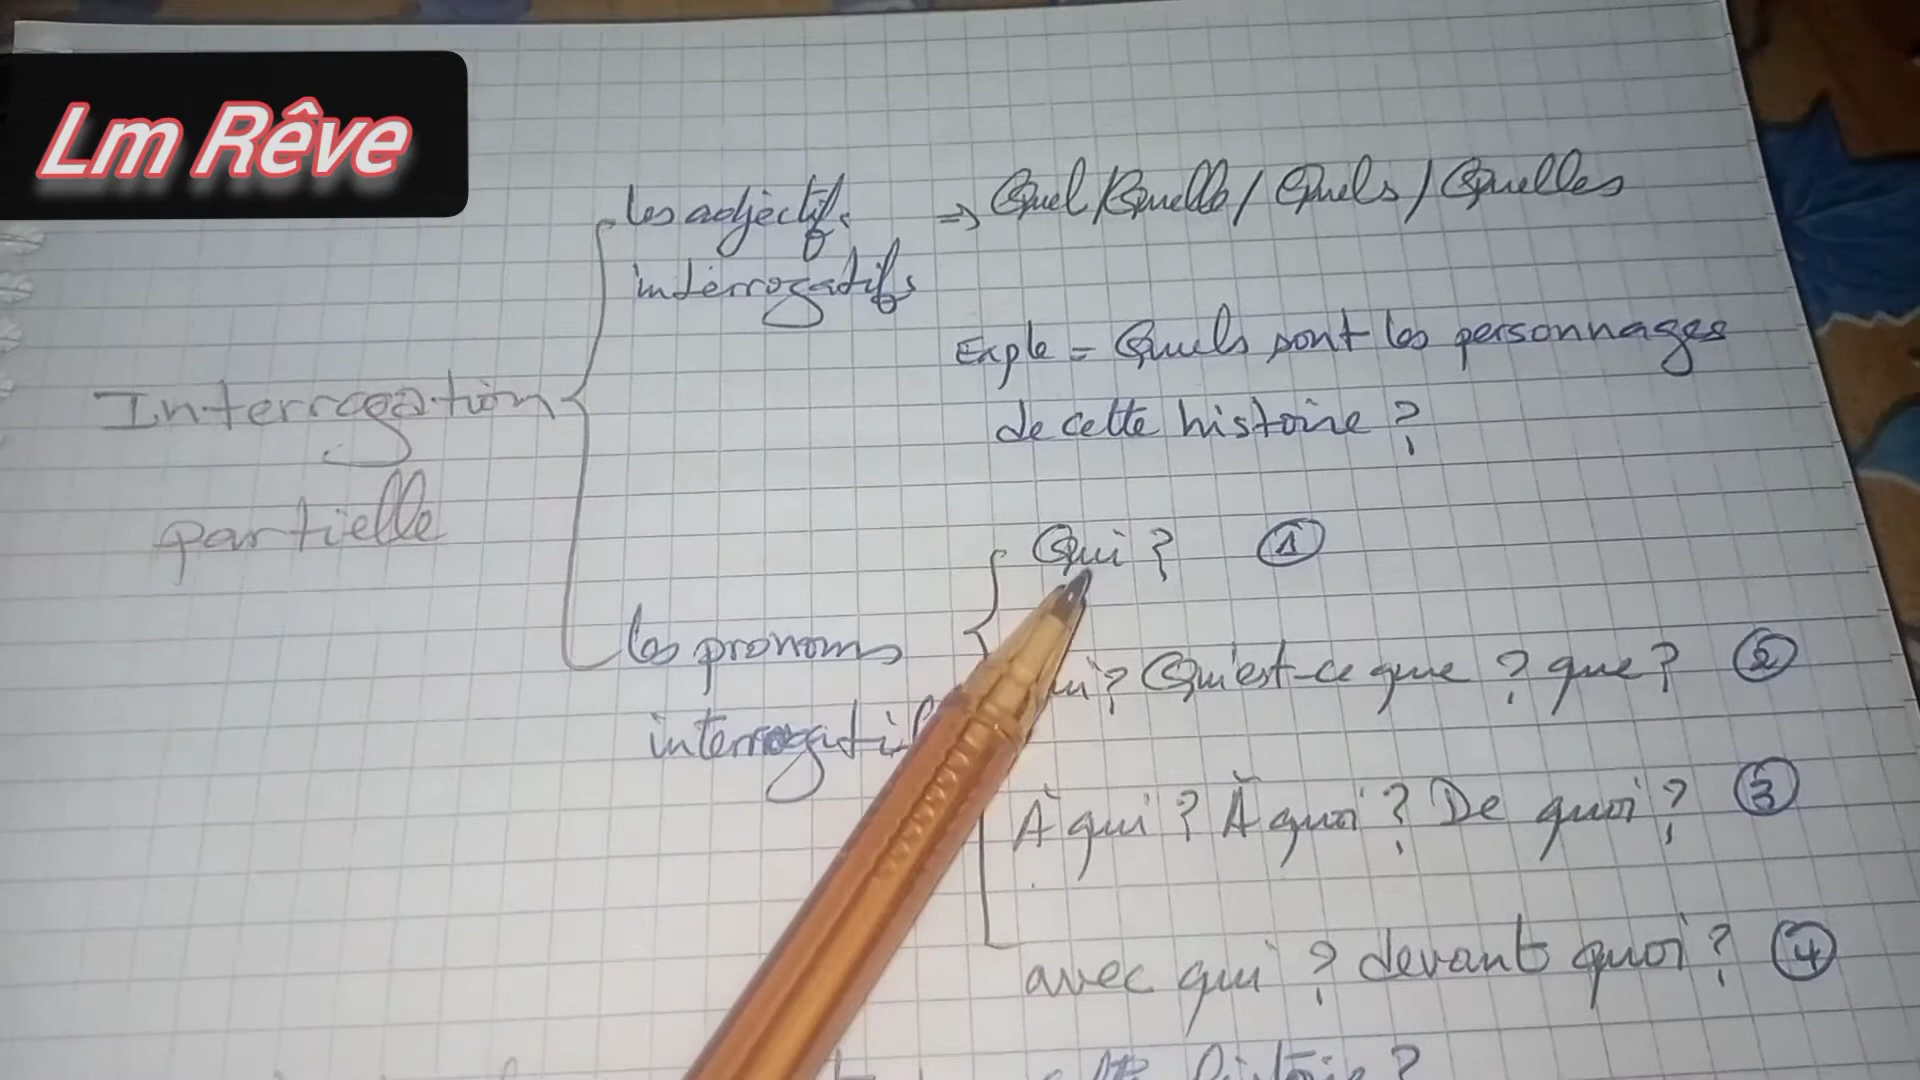 Lm Rêve
les adjectifs ⇒ Quel/Quelle/Quels/Quelles
interrogatifs
Exple = Quels sont les personnages
Interrogation
de cette histoire ?
partielle
Qui ? ①
les pronoms
? Qu'est-ce que ? que ? ②
interrogatif
À qui ? À quoi ? De quoi ? ③
avec qui ? devant quoi ? ④